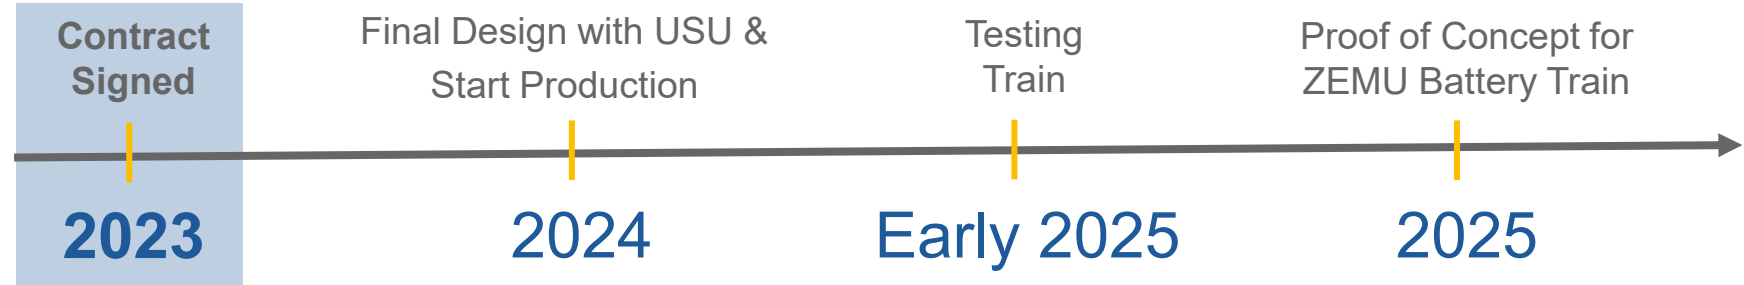 Contract
Signed
2023
Final Design with USU &
Start Production
2024
Testing
Train
Early 2025
Proof of Concept for
ZEMU Battery Train
2025